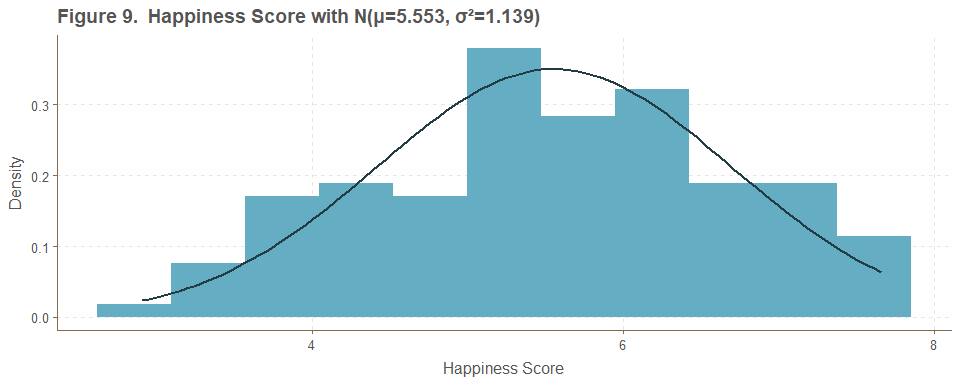 Figure 9.  Happiness Score with N(µ=5.553, σ²=1.139)
Density
0.3
0.2
0.1
0.0
4 6 8
Happiness Score